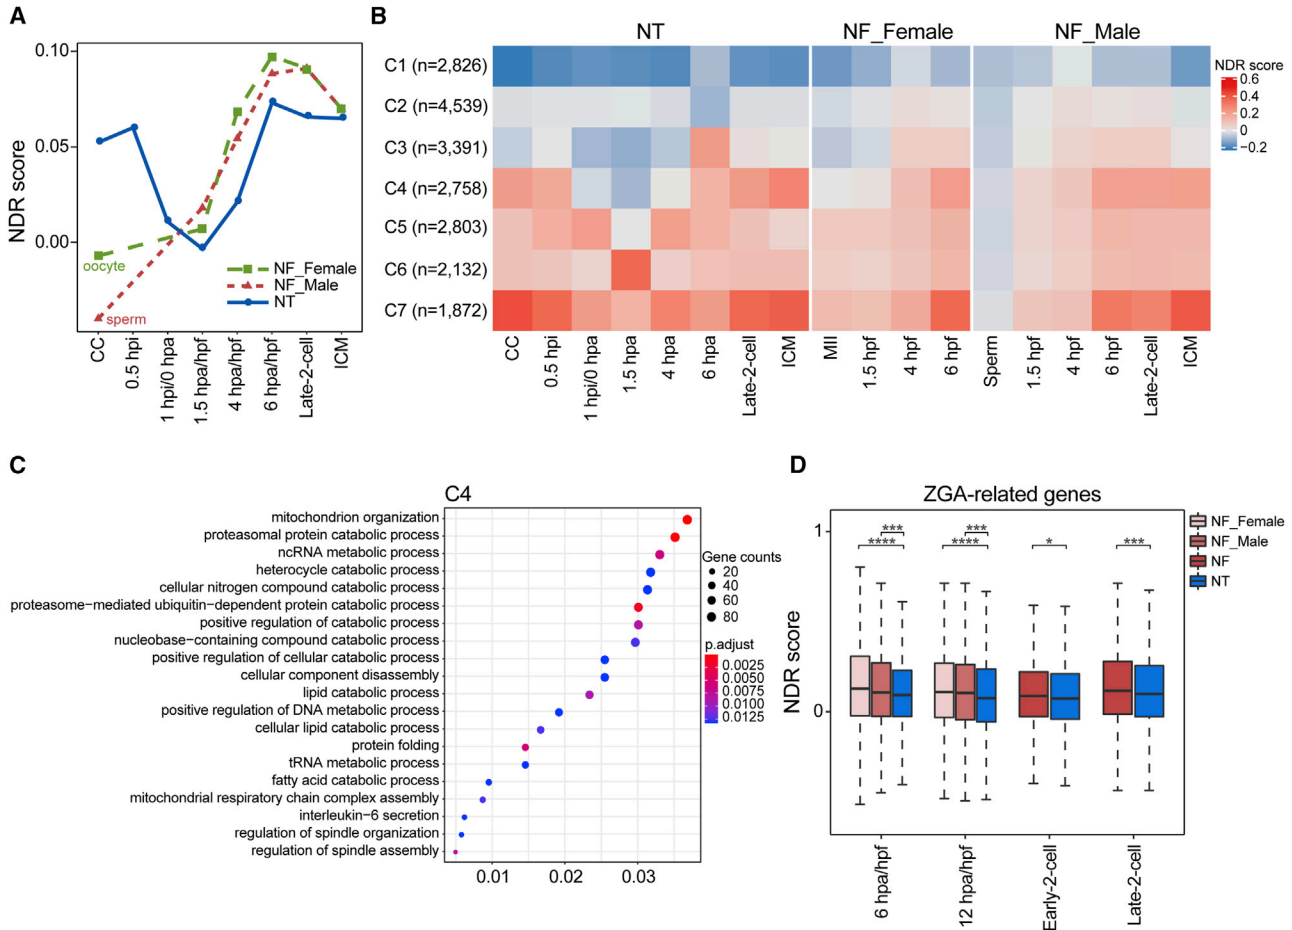 A
0.10
0.05
0.00
NDR score
oocyte
sperm
NF_Female
NF_Male
NT
CC
0.5 hpi
1 hpi/0 hpa
1.5 hpa/hpf
4 hpa/hpf
6 hpa/hpf
Late-2-cell
ICM
B
NT
NF_Female
NF_Male
C1 (n=2,826)
C2 (n=4,539)
C3 (n=3,391)
C4 (n=2,758)
C5 (n=2,803)
C6 (n=2,132)
C7 (n=1,872)
CC
0.5 hpi
1 hpi/0 hpa
1.5 hpa
4 hpa
6 hpa
Late-2-cell
ICM
MII
1.5 hpf
4 hpf
6 hpf
Sperm
1.5 hpf
4 hpf
6 hpf
Late-2-cell
ICM
NDR score
0.6
0.4
0.2
0
−0.2
C
C4
mitochondrion organization
proteasomal protein catabolic process
ncRNA metabolic process
heterocycle catabolic process
cellular nitrogen compound catabolic process
proteasome−mediated ubiquitin−dependent protein catabolic process
positive regulation of catabolic process
nucleobase−containing compound catabolic process
positive regulation of cellular catabolic process
cellular component disassembly
lipid catabolic process
positive regulation of DNA metabolic process
cellular lipid catabolic process
protein folding
tRNA metabolic process
fatty acid catabolic process
mitochondrial respiratory chain complex assembly
interleukin−6 secretion
regulation of spindle organization
regulation of spindle assembly
0.01
0.02
0.03
Gene counts
20
40
60
80
p.adjust
0.0025
0.0050
0.0075
0.0100
0.0125
D
ZGA-related genes
1
0
NDR score
***
****
***
****
*
***
6 hpa/hpf
12 hpa/hpf
Early-2-cell
Late-2-cell
NF_Female
NF_Male
NF
NT